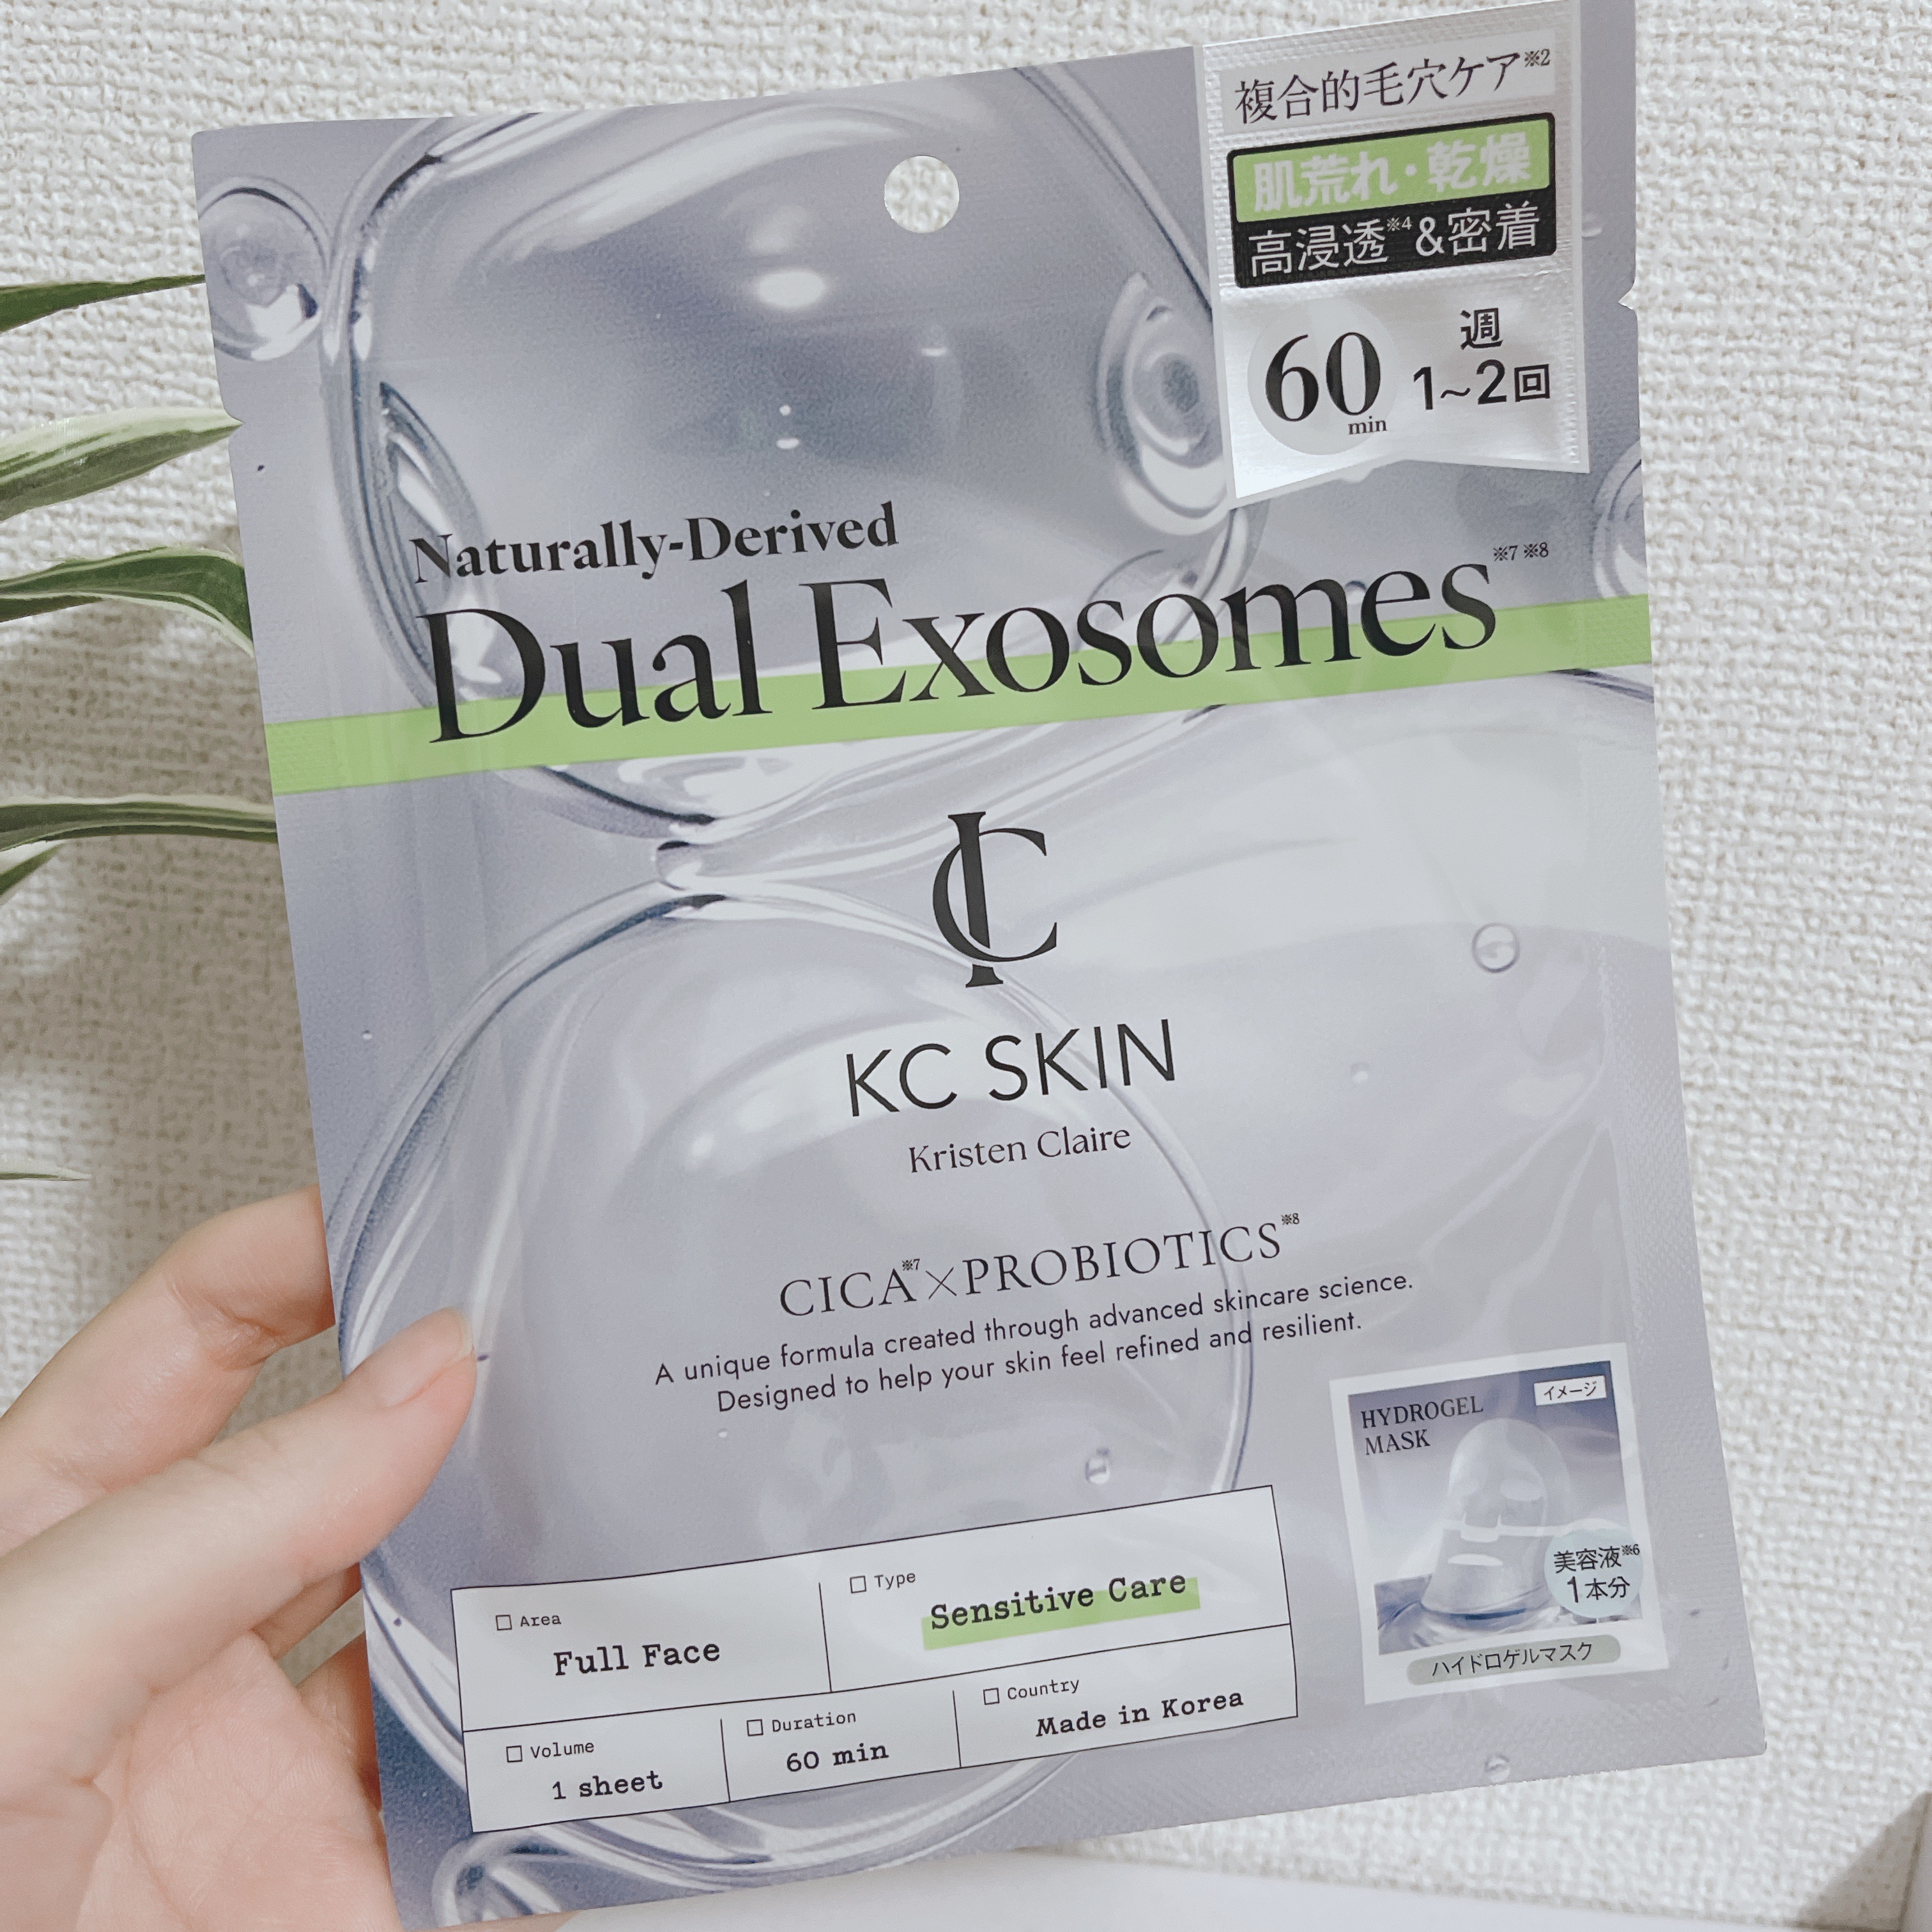 複合的毛穴ケア※2
肌荒れ・乾燥
高浸透※4&密着
60 min
週
1~2回
Naturally-Derived
Dual Exosomes※7 ※8
KC SKIN
Kristen Claire
CICA※7×PROBIOTICS※8
A unique formula created through advanced skincare science.
Designed to help your skin feel refined and resilient.
HYDROGEL
MASK
イメージ
美容液※6
1本分
ハイドロゲルマスク
□ Area
Full Face
□ Type
Sensitive Care
□ Volume
1 sheet
□ Duration
60 min
□ Country
Made in Korea